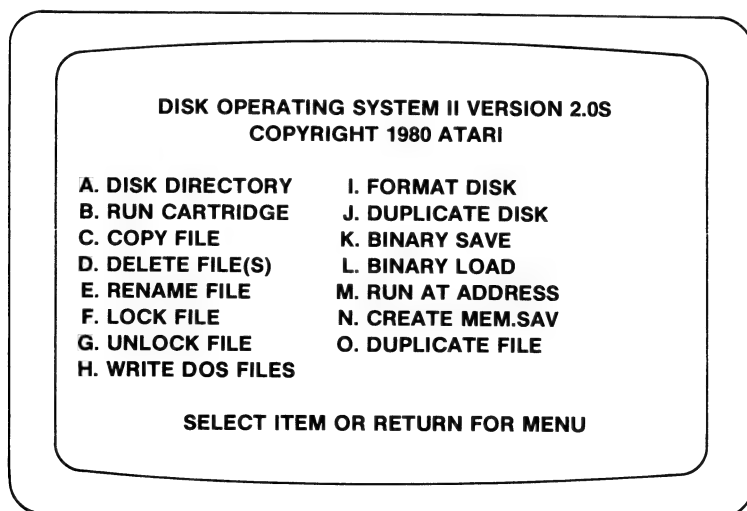 DISK OPERATING SYSTEM II VERSION 2.0S
COPYRIGHT 1980 ATARI
A. DISK DIRECTORY
B. RUN CARTRIDGE
C. COPY FILE
D. DELETE FILE(S)
E. RENAME FILE
F. LOCK FILE
G. UNLOCK FILE
H. WRITE DOS FILES
I. FORMAT DISK
J. DUPLICATE DISK
K. BINARY SAVE
L. BINARY LOAD
M. RUN AT ADDRESS
N. CREATE MEM.SAV
O. DUPLICATE FILE
SELECT ITEM OR RETURN FOR MENU